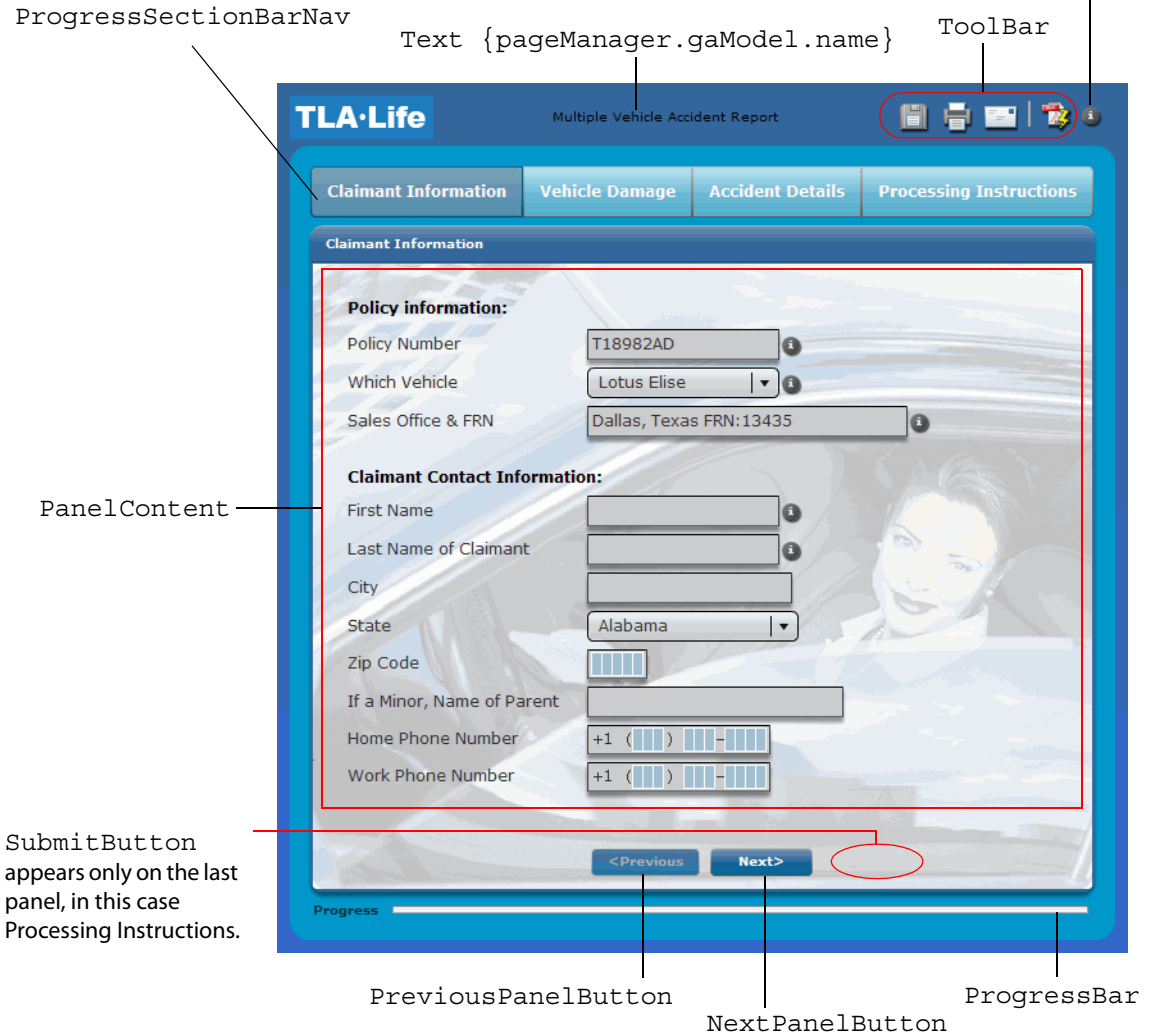 ProgressSectionBarNav
Text {pageManager.gaModel.name}
ToolBar
TLA·Life
Multiple Vehicle Accident Report
Claimant Information
Vehicle Damage
Accident Details
Processing Instructions
Claimant Information
Policy information:
Policy Number
T18982AD
Which Vehicle
Lotus Elise
Sales Office & FRN
Dallas, Texas FRN:13435
Claimant Contact Information:
PanelContent
First Name
Last Name of Claimant
City
State
Alabama
Zip Code
If a Minor, Name of Parent
Home Phone Number
+1 ( ) -
Work Phone Number
+1 ( ) -
SubmitButton
appears only on the last
panel, in this case
Processing Instructions.
<Previous
Next>
Progress
PreviousPanelButton
NextPanelButton
ProgressBar